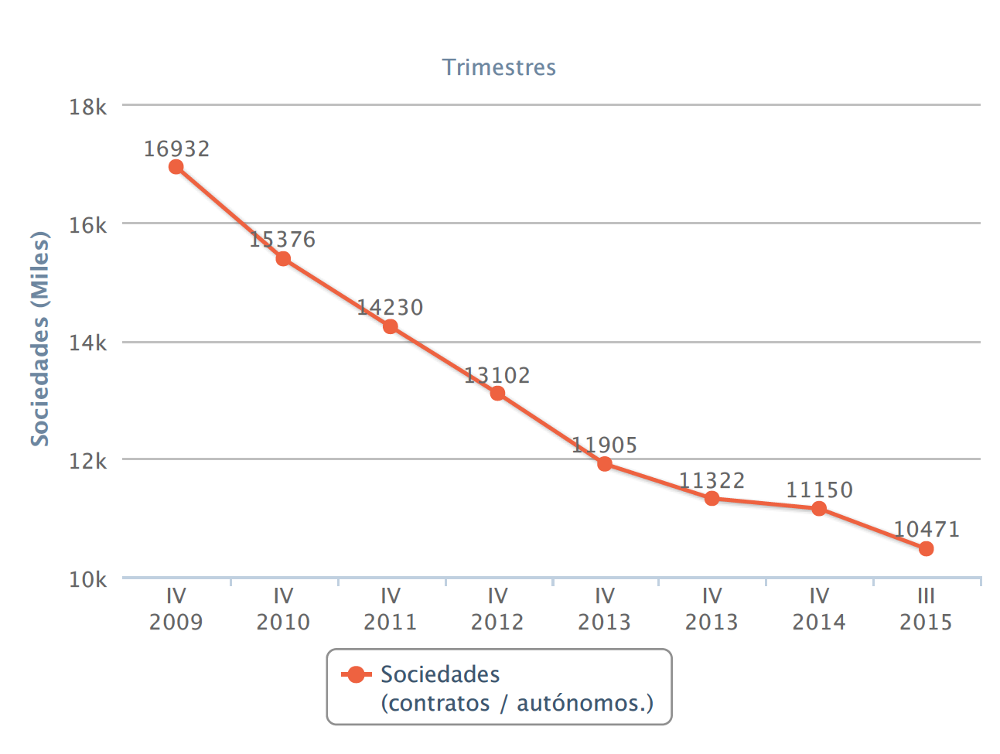 Trimestres
18k
16k
14k
12k
10k
Sociedades (Miles)
16932
15376
14230
13102
11905
11322
11150
10471
IV IV IV IV IV IV IV III
2009 2010 2011 2012 2013 2013 2014 2015
Sociedades
(contratos / autónomos.)